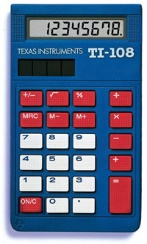 12345678.
TEXAS INSTRUMENTS TI-108
+/− √ % ÷
MRC M− M+ ×
7 8 9 −
4 5 6 +
1 2 3
ON/C 0 . =